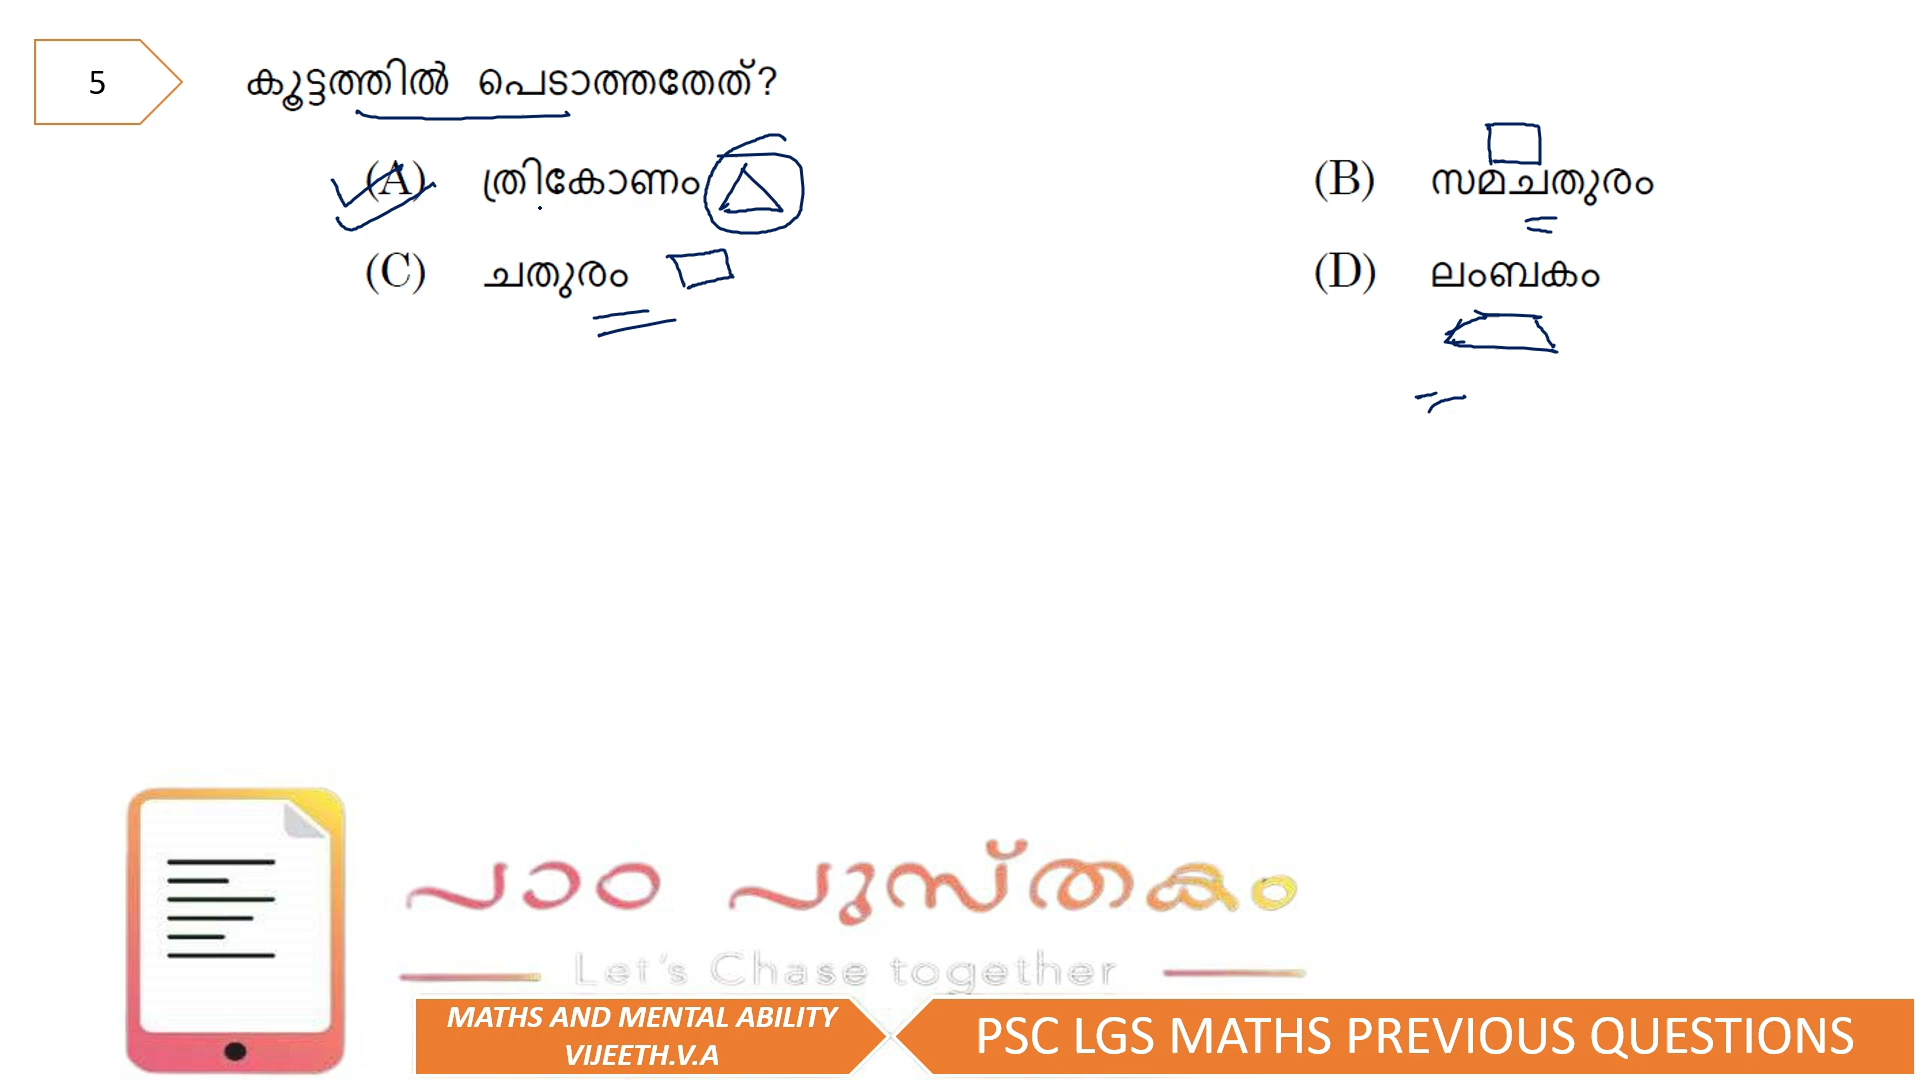 5
കൂട്ടത്തിൽ പെടാത്തതേത്?
(A) ത്രികോണം
(B) സമചതുരം
(C) ചതുരം
(D) ലംബകം
പാഠ പുസ്തകം
Let's Chase together
MATHS AND MENTAL ABILITY
VIJEETH.V.A
PSC LGS MATHS PREVIOUS QUESTIONS